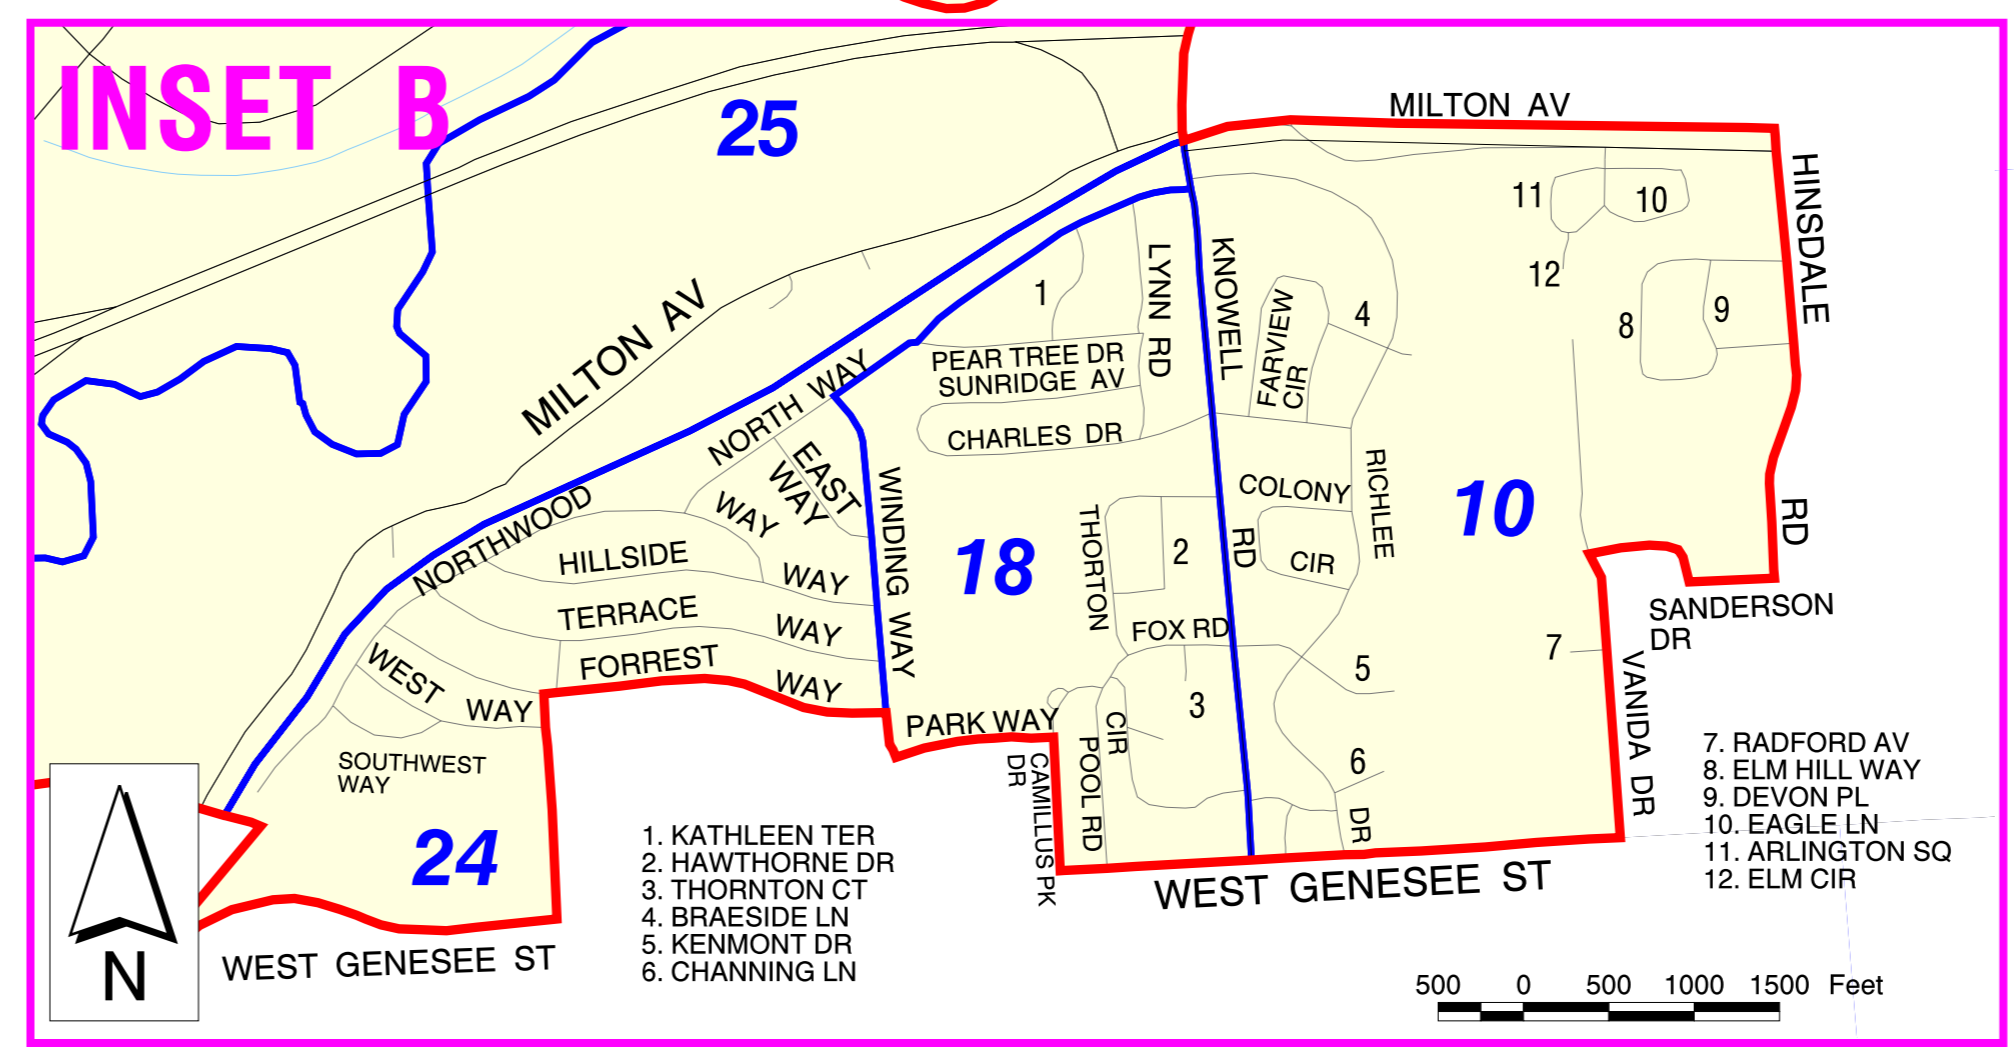 INSET B
25
MILTON AV
HINSDALE
RD
11
10
12
8
9
KNOWELL
RD
LYNN RD
1
FARVIEW
CIR
4
MILTON AV
PEAR TREE DR
SUNRIDGE AV
CHARLES DR
NORTH WAY
EAST
WAY
WAY
WINDING WAY
NORTHWOOD
HILLSIDE
WAY
TERRACE
WAY
FORREST
WAY
WEST
WAY
SOUTHWEST
WAY
18
THORTON
2
FOX RD
3
CIR
POOL RD
PARK WAY
CAMILLUS PK
DR
COLONY
CIR
RICHLEE
DR
10
5
6
7
SANDERSON
DR
VANIDA DR
24
WEST GENESEE ST
WEST GENESEE ST
N
1. KATHLEEN TER
2. HAWTHORNE DR
3. THORNTON CT
4. BRAESIDE LN
5. KENMONT DR
6. CHANNING LN
7. RADFORD AV
8. ELM HILL WAY
9. DEVON PL
10. EAGLE LN
11. ARLINGTON SQ
12. ELM CIR
500 0 500 1000 1500 Feet